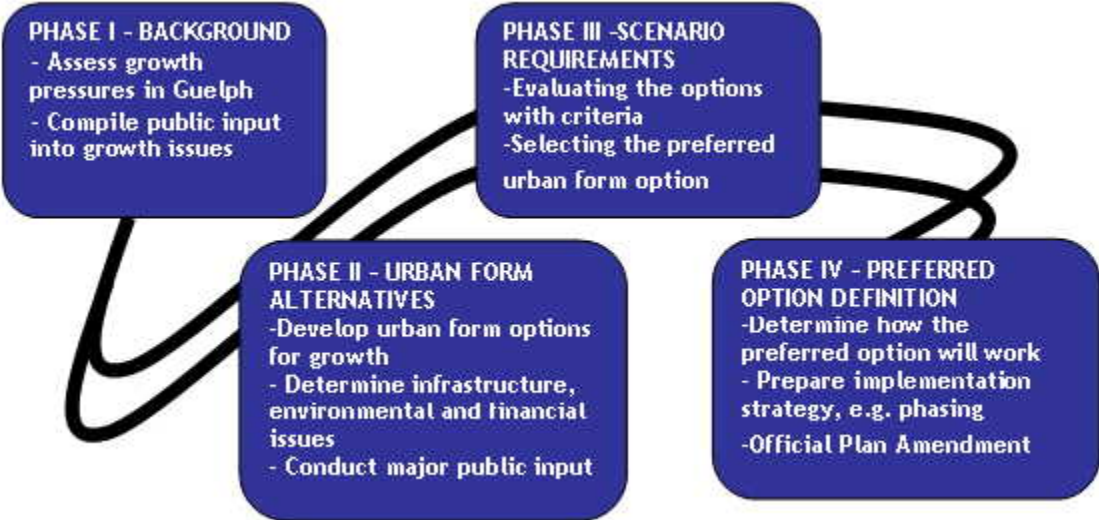 PHASE I - BACKGROUND
- Assess growth
pressures in Guelph
- Compile public input
into growth issues
PHASE II - URBAN FORM
ALTERNATIVES
-Develop urban form options
for growth
- Determine infrastructure,
environmental and financial
issues
- Conduct major public input
PHASE III -SCENARIO
REQUIREMENTS
-Evaluating the options
with criteria
-Selecting the preferred
urban form option
PHASE IV - PREFERRED
OPTION DEFINITION
-Determine how the
preferred option will work
- Prepare implementation
strategy, e.g. phasing
-Official Plan Amendment